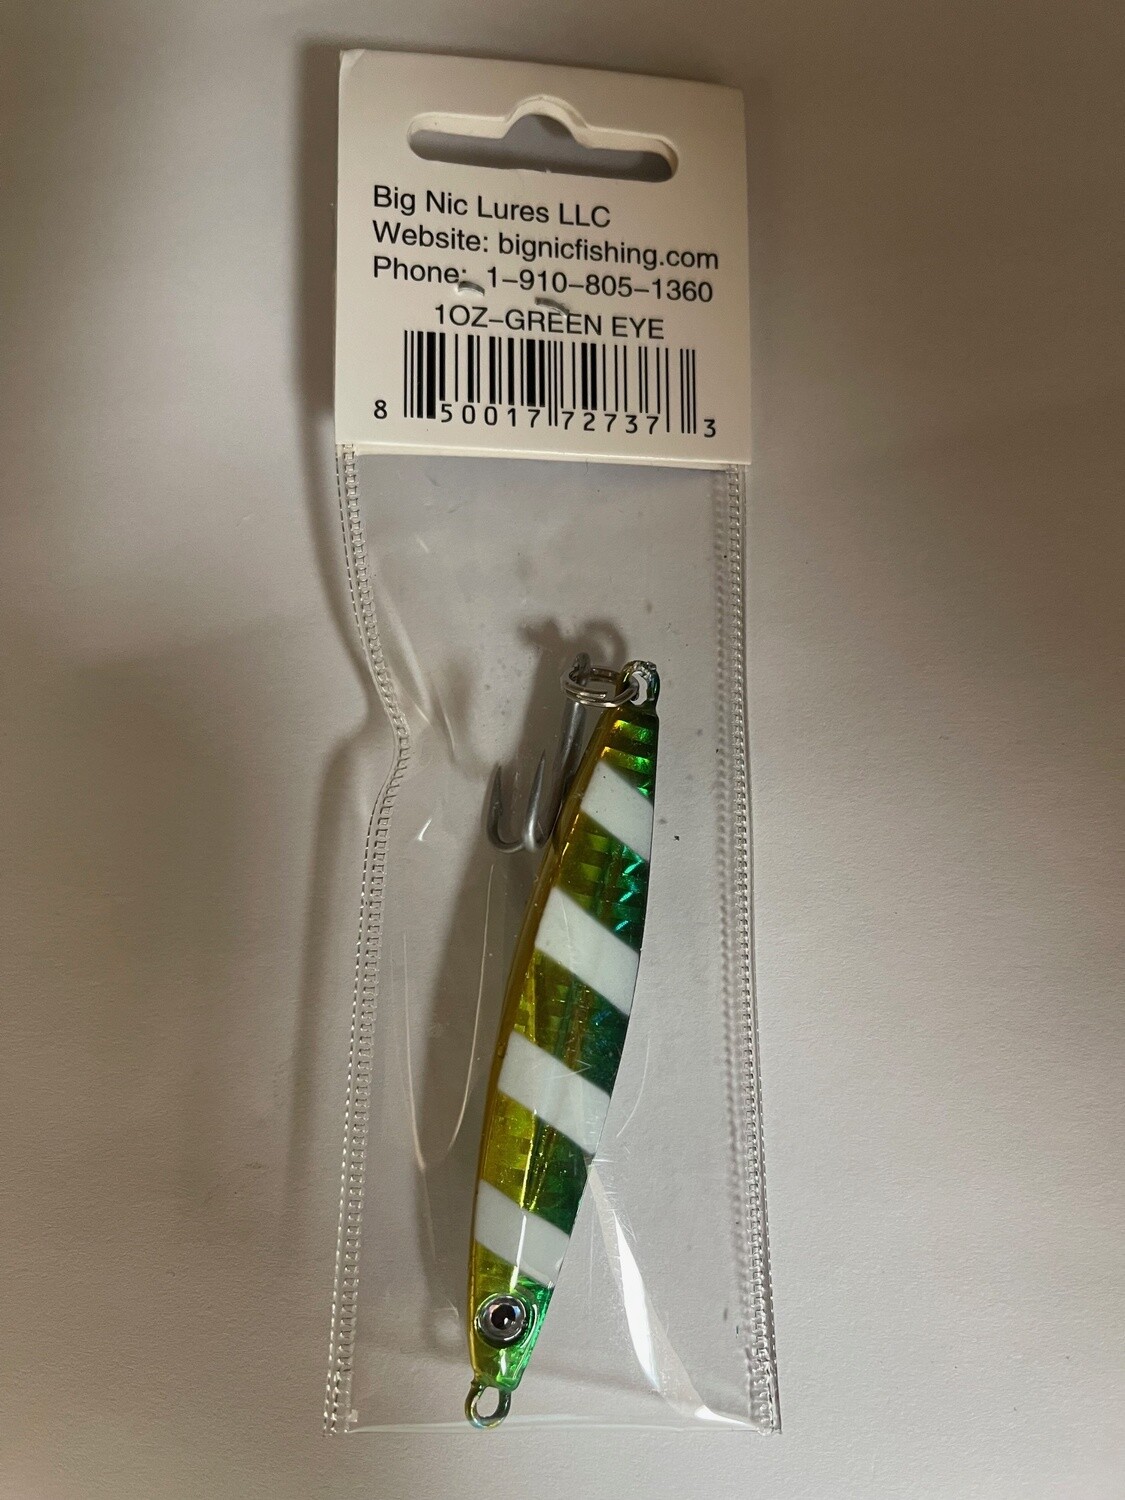 Big Nic Lures LLC
Website: bignicfishing.com
Phone: 1-910-805-1360
1OZ-GREEN EYE
8 50017 72737 3